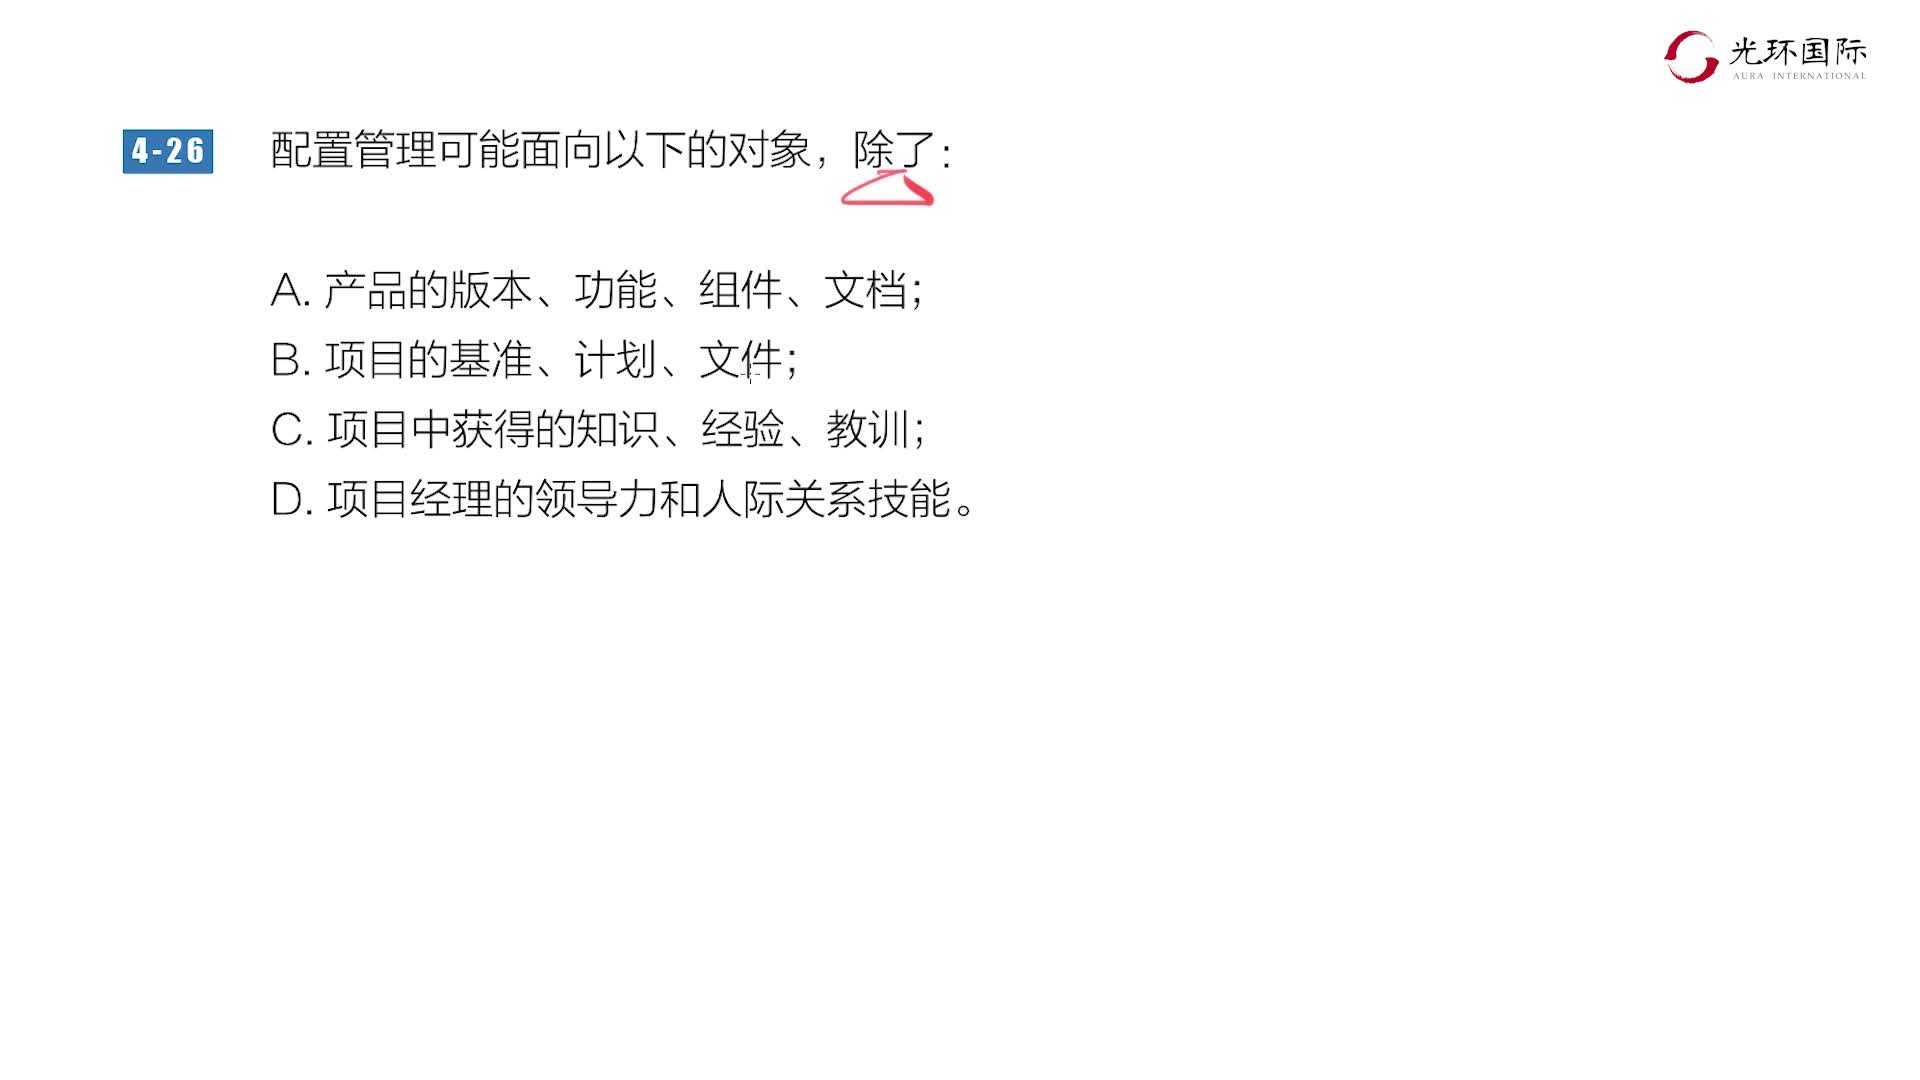 光环国际
AURA INTERNATIONAL
4-26 配置管理可能面向以下的对象，除了：
A. 产品的版本、功能、组件、文档；
B. 项目的基准、计划、文件；
C. 项目中获得的知识、经验、教训；
D. 项目经理的领导力和人际关系技能。